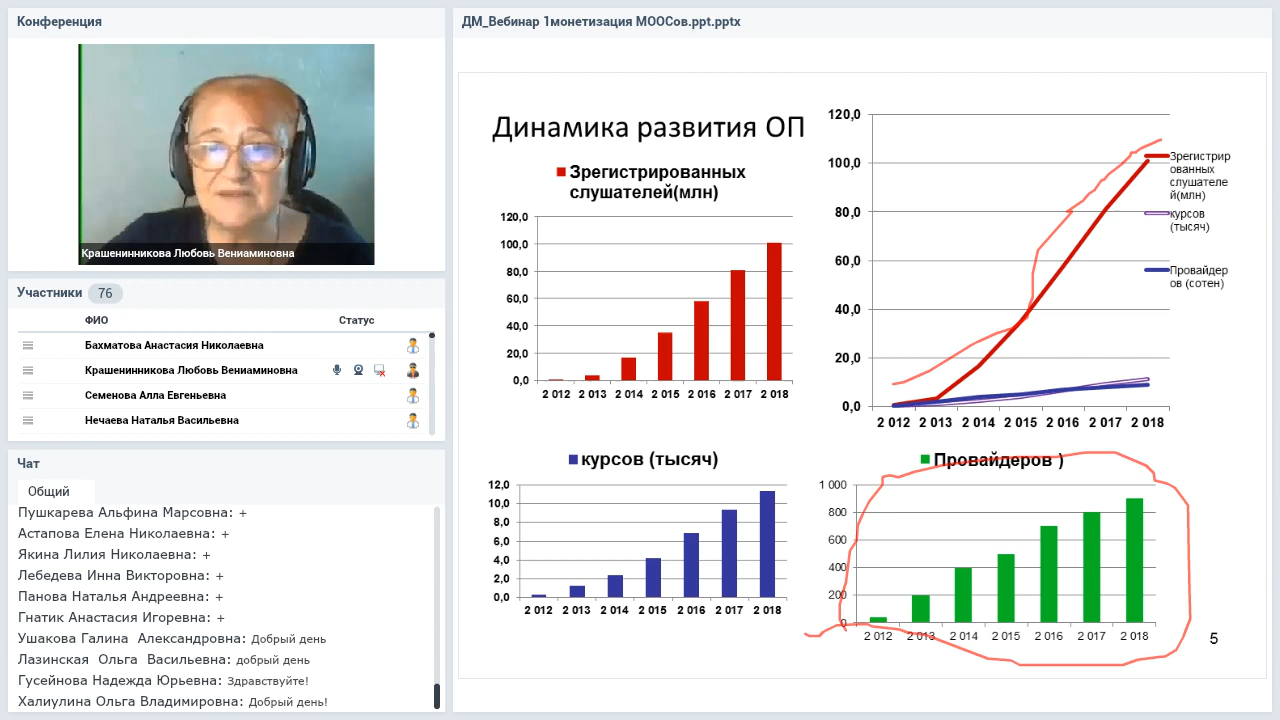 Конференция
Крашенинникова Любовь Вениаминовна
Участники 76
ФИО Статус
Бахматова Анастасия Николаевна
Крашенинникова Любовь Вениаминовна
Семенова Алла Евгеньевна
Нечаева Наталья Васильевна
Чат
Общий
Пушкарева Альфина Марсовна: +
Астапова Елена Николаевна: +
Якина Лилия Николаевна: +
Лебедева Инна Викторовна: +
Панова Наталья Андреевна: +
Гнатик Анастасия Игоревна: +
Ушакова Галина Александровна: Добрый день
Лазинская Ольга Васильевна: добрый день
Гусейнова Надежда Юрьевна: Здравствуйте!
Халиулина Ольга Владимировна: Добрый день!
ДМ_Вебинар 1монетизация МООСов.ppt.pptx
Динамика развития ОП
Зрегистрированных
слушателей(млн)
120,0
100,0
80,0
60,0
40,0
20,0
0,0
2 012 2 013 2 014 2 015 2 016 2 017 2 018
120,0
100,0
80,0
60,0
40,0
20,0
0,0
2 012 2 013 2 014 2 015 2 016 2 017 2 018
Зрегистрир
ованных
слушателе
й(млн)
курсов
(тысяч)
Провайдер
ов (сотен)
курсов (тысяч)
12,0
10,0
8,0
6,0
4,0
2,0
0,0
2 012 2 013 2 014 2 015 2 016 2 017 2 018
Провайдеров )
1 000
800
600
400
200
0
2 012 2 013 2 014 2 015 2 016 2 017 2 018
5